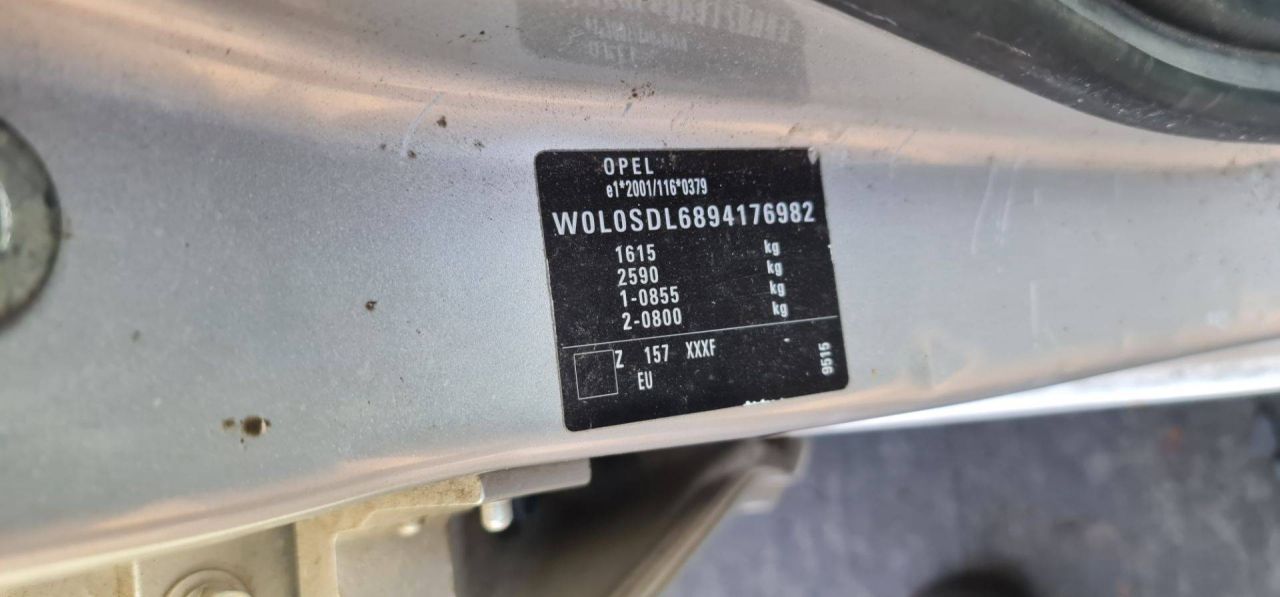 OPEL
e1*2001/116*0379
W0L0SDL6894176982
1615 kg
2590 kg
1-0855 kg
2-0800 kg
Z 157 XXXF
EU
9515